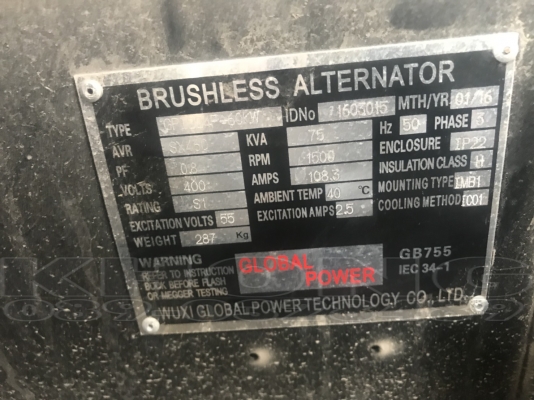 BRUSHLESS ALTERNATOR
TYPE IDNo 1503015 MTH/YR 01/16
AVR KVA 75 Hz 50 PHASE 3
PF 0.8 RPM 1500 ENCLOSURE IP22
VOLTS 400 AMPS 108.3 INSULATION CLASS H
RATING S1 AMBIENT TEMP 40 °C MOUNTING TYPE IMB1
EXCITATION VOLTS 55 EXCITATION AMPS 2.5 COOLING METHOD IC01
WEIGHT 287 Kg
WARNING
REFER TO INSTRUCTION
BOOK BEFORE FLASH
OR MEGGER TESTING
GLOBAL
POWER
GB755
IEC 34-1
WUXI GLOBAL POWER TECHNOLOGY CO., LTD.